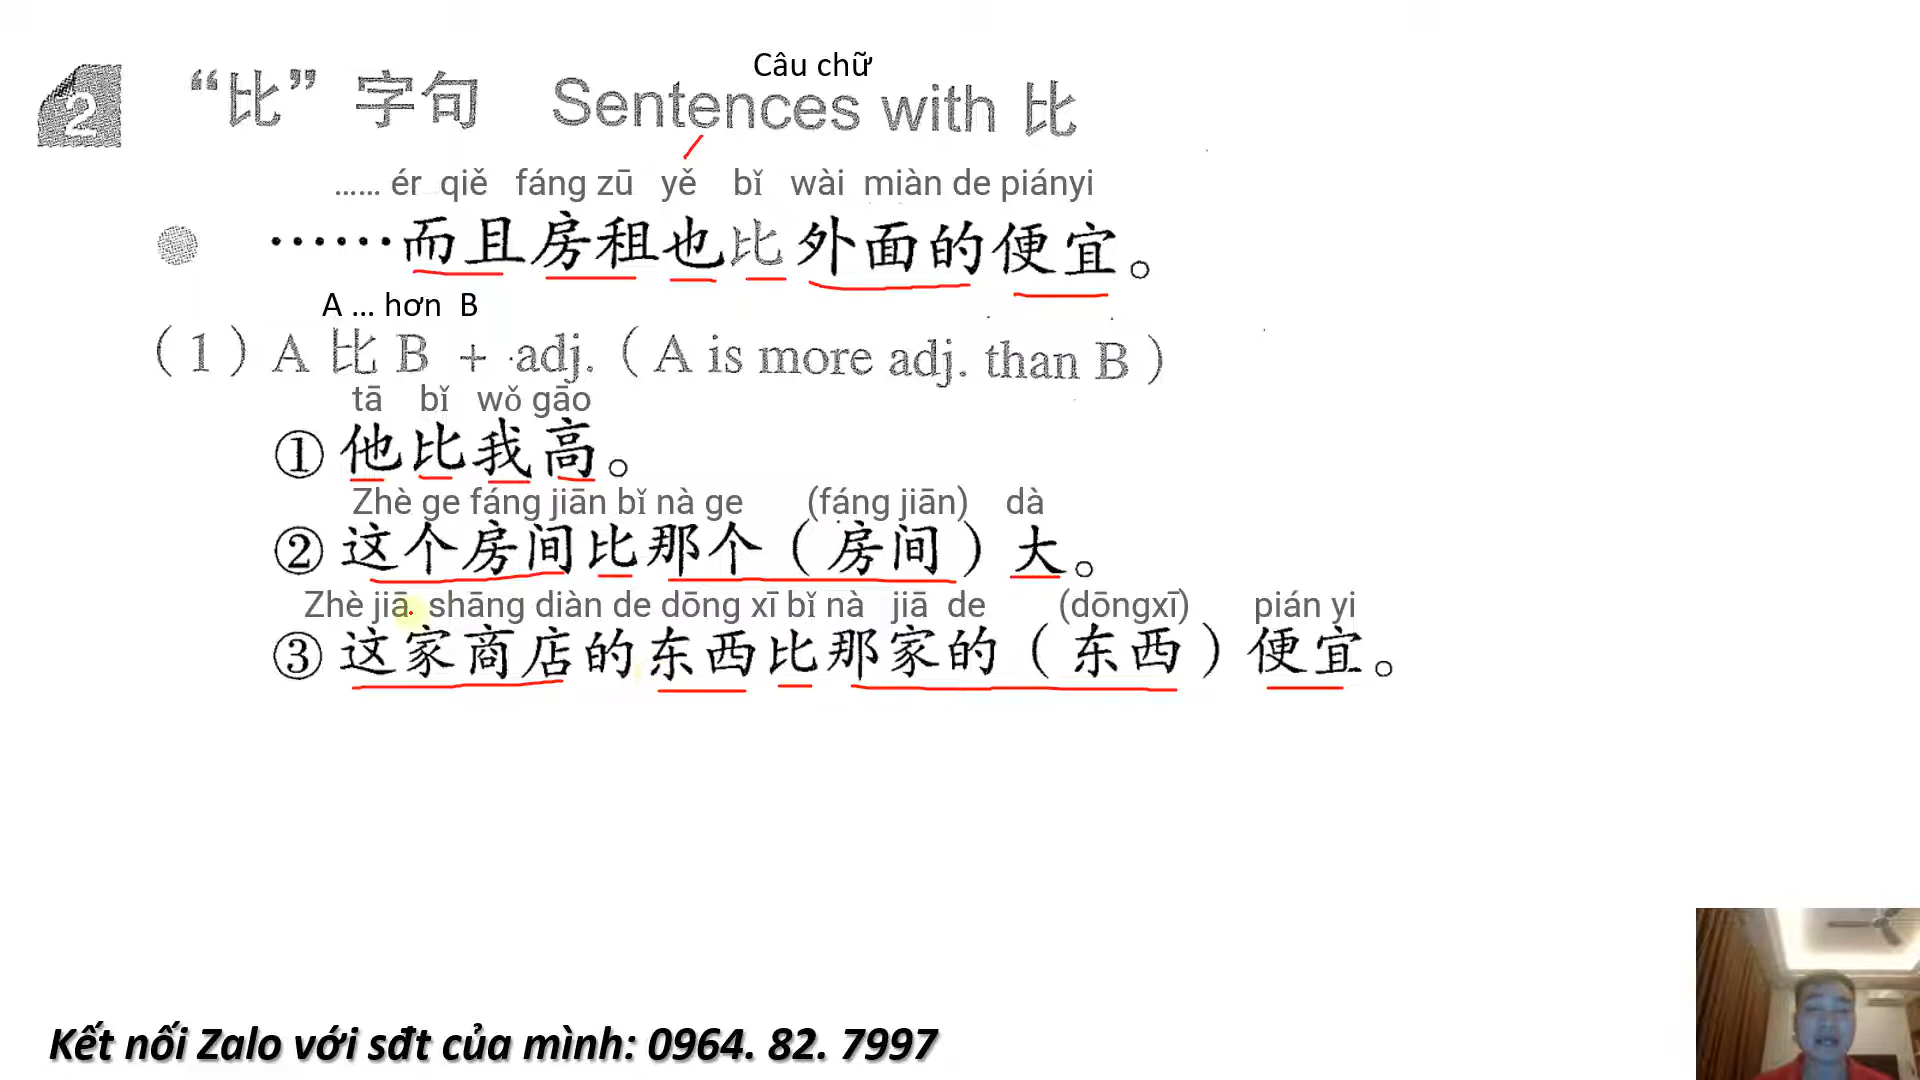 Câu chữ
2 “比” 字句 Sentences with 比
…… ér qiě fáng zū yě bǐ wài miàn de piányi
……而且房租也比外面的便宜。
A ... hơn B
(1) A 比 B + adj. (A is more adj. than B)
tā bǐ wǒ gāo
① 他比我高。
Zhè ge fáng jiān bǐ nà ge (fáng jiān) dà
② 这个房间比那个(房间)大。
Zhè jiā shāng diàn de dōng xī bǐ nà jiā de (dōngxī) pián yi
③ 这家商店的东西比那家的(东西)便宜。
Kết nối Zalo với sđt của mình: 0964. 82. 7997